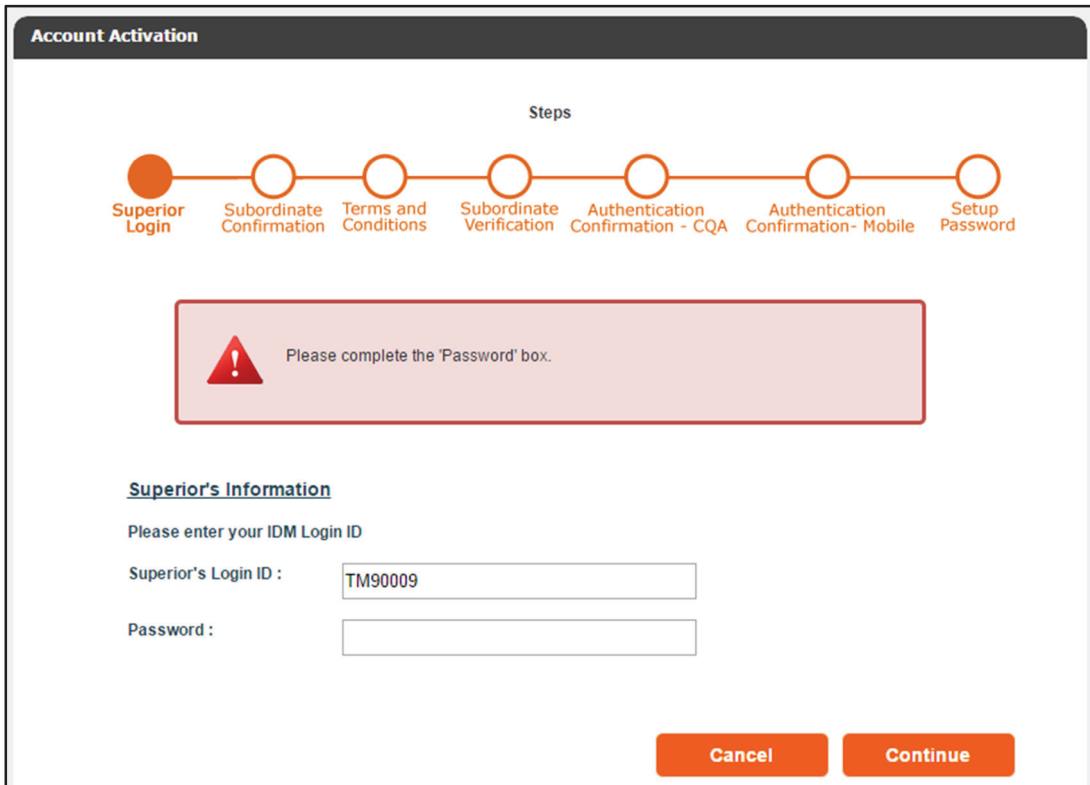 Account Activation
Steps
Superior Login
Subordinate Confirmation
Terms and Conditions
Subordinate Verification
Authentication Confirmation - CQA
Authentication Confirmation- Mobile
Setup Password
Please complete the 'Password' box.
Superior's Information
Please enter your IDM Login ID
Superior's Login ID :
TM90009
Password :
Cancel
Continue